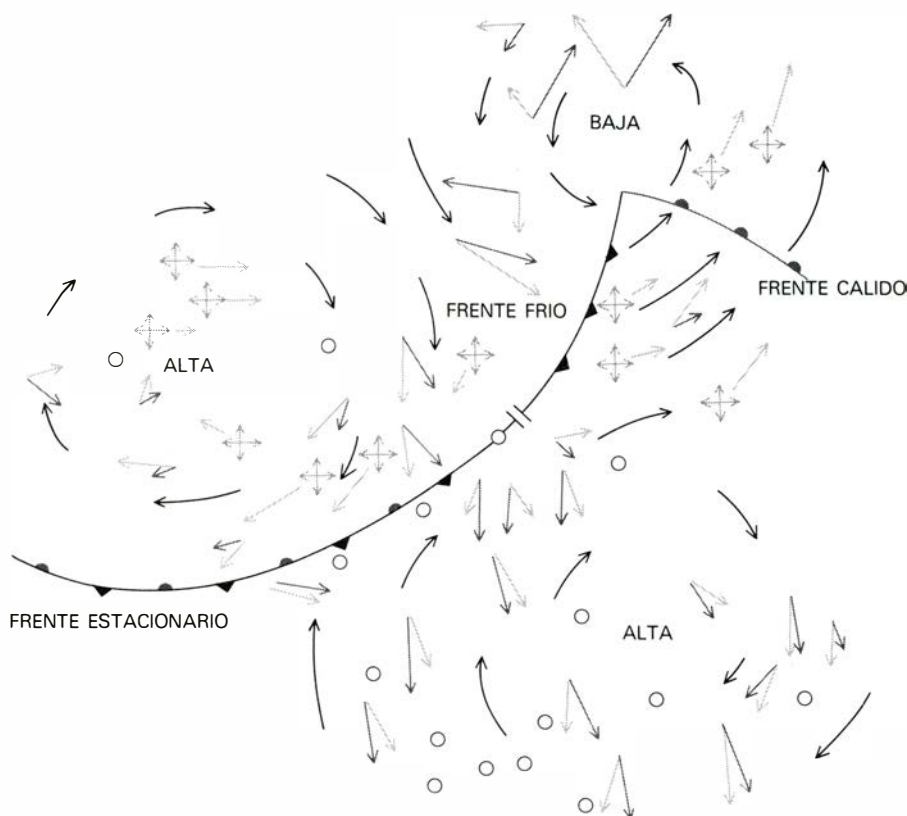 BAJA
FRENTE CALIDO
FRENTE FRIO
ALTA
FRENTE ESTACIONARIO
ALTA